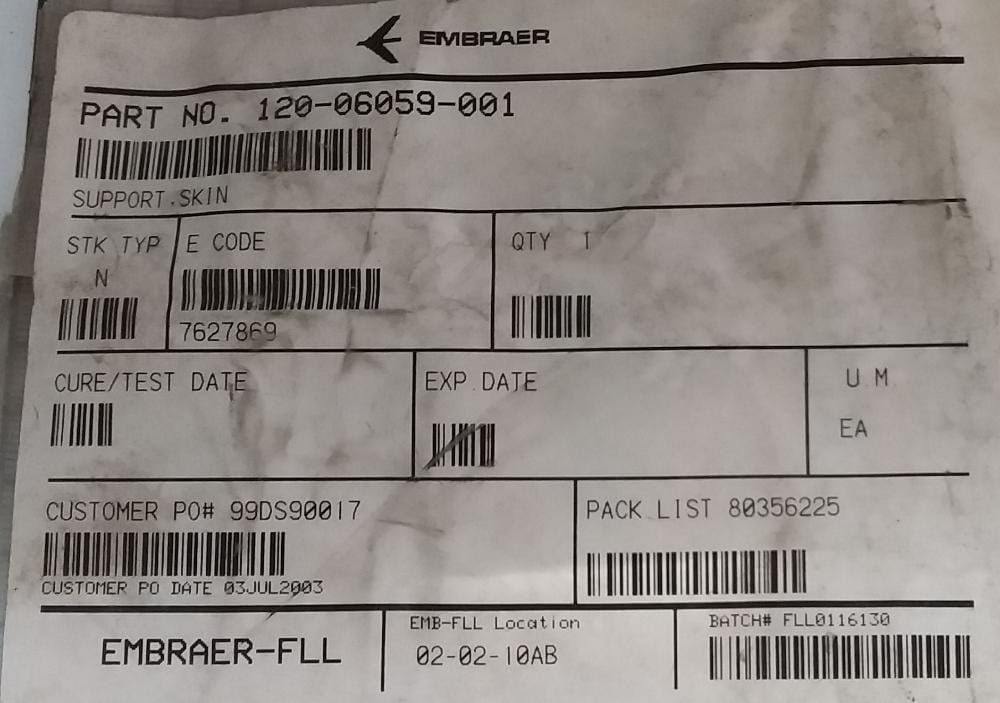 EMBRAER
PART NO. 120-06059-001
SUPPORT.SKIN
STK TYP
N
E CODE
7627869
QTY 1
CURE/TEST DATE
EXP.DATE
U M
EA
CUSTOMER PO# 99DS90017
CUSTOMER PO DATE 03JUL2003
PACK LIST 80356225
EMBRAER-FLL
EMB-FLL Location
02-02-10AB
BATCH# FLL0116130